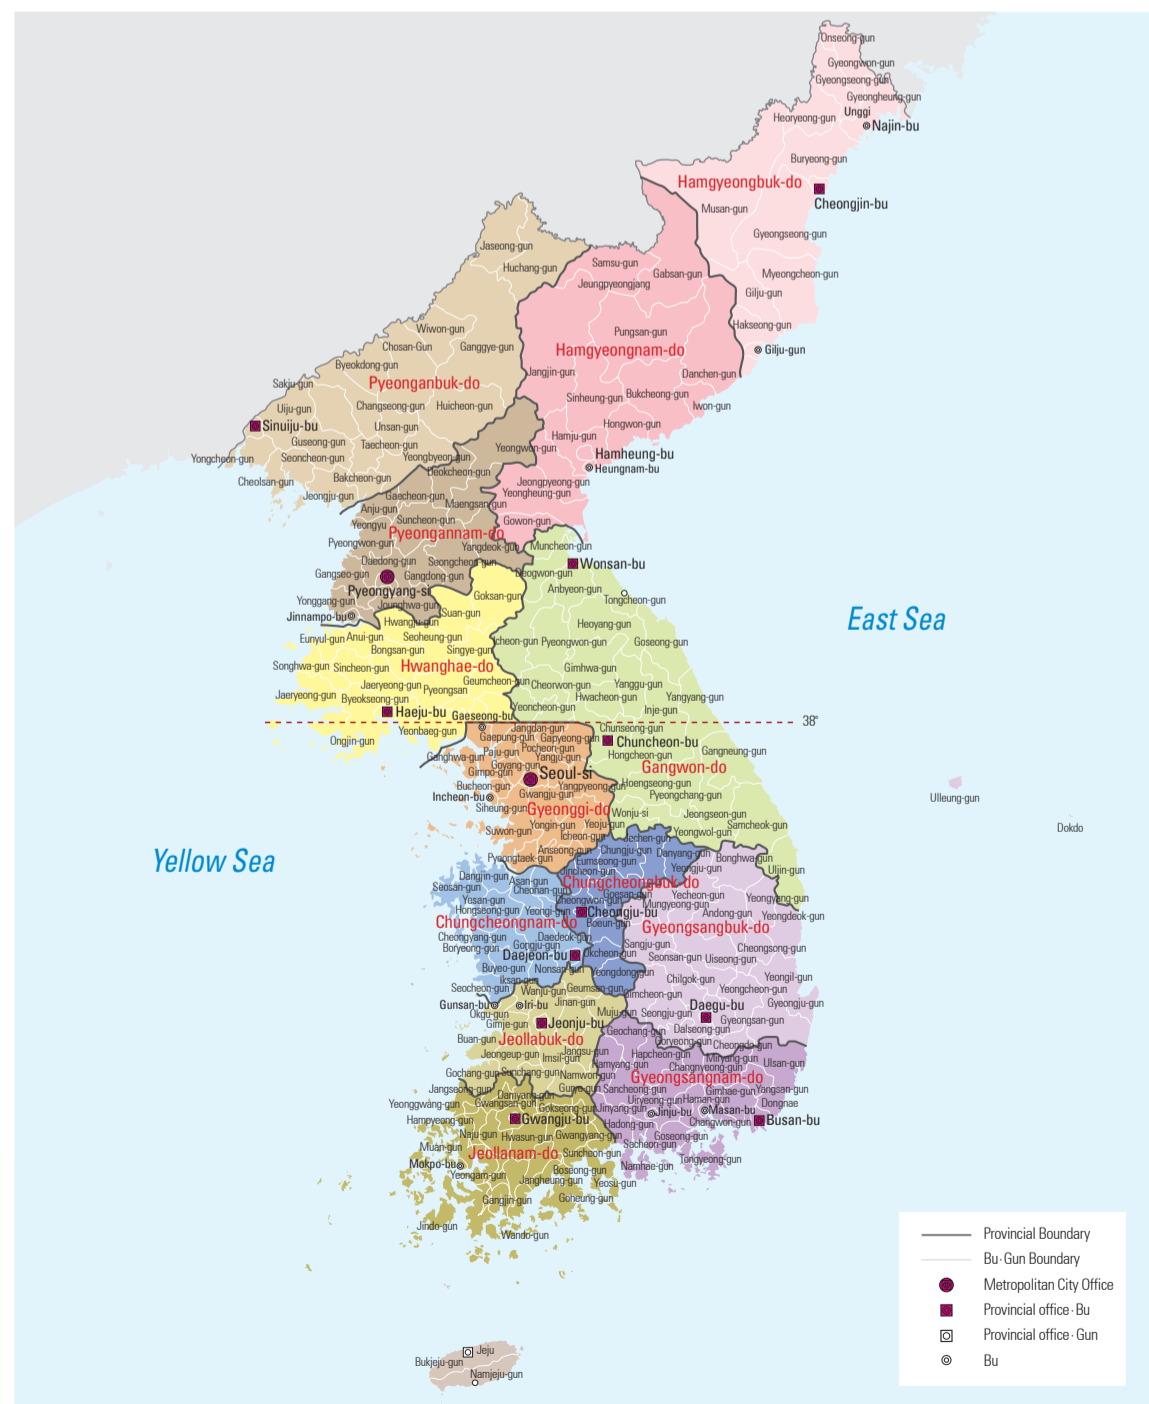 Onseong-gun
Gyeongwon-gun
Gyeongseong-gun
Gyeongheung-gun
Unggi
Heoryeong-gun
Najin-bu
Buryeong-gun
Hamgyeongbuk-do
Cheongjin-bu
Musan-gun
Gyeongseong-gun
Jaseong-gun
Huchang-gun
Samsu-gun
Gabsan-gun
Myeongcheon-gun
Jeungpyeongjang
Gilju-gun
Wiwon-gun
Hakseong-gun
Pungsan-gun
Chosan-Gun
Ganggye-gun
Hamgyeongnam-do
Gilju-gun
Byeokdong-gun
Jangjin-gun
Danchen-gun
Sakju-gun
Pyeonganbuk-do
Sinheung-gun
Bukcheong-gun
Iwon-gun
Uiju-gun
Changseong-gun
Huicheon-gun
Sinuiju-bu
Unsan-gun
Hongwon-gun
Guseong-gun
Taecheon-gun
Hamju-gun
Yongcheon-gun
Seoncheon-gun
Yeongbyeon-gun
Yeongwon-gun
Hamheung-bu
Heungnam-bu
Cheolsan-gun
Bakcheon-gun
Deokcheon-gun
Jeongpyeong-gun
Jeongju-gun
Gaecheon-gun
Yeongheung-gun
Anju-gun
Maengsan-gun
Yeongyu
Suncheon-gun
Gowon-gun
Pyeongannam-do
Pyeongwon-gun
Yangdeok-gun
Muncheon-gun
Daedong-gun
Seongcheon-gun
Wonsan-bu
Gangseo-gun
Gangdong-gun
Deogwon-gun
Pyeongyang-si
Anbyeon-gun
Yonggang-gun
Jounghwa-gun
Goksan-gun
Tongcheon-gun
Jinnampo-bu
Hwangju-gun
Suan-gun
East Sea
Heoyang-gun
Eunyul-gun
Anui-gun
Seoheung-gun
Icheon-gun
Pyeongwon-gun
Goseong-gun
Bongsan-gun
Singye-gun
Songhwa-gun
Sincheon-gun
Hwanghae-do
Gimhwa-gun
Jaeryeong-gun
Jaeryeong-gun
Pyeongsan
Geumcheon-gun
Cheorwon-gun
Yanggu-gun
Byeokseong-gun
Hwacheon-gun
Yangyang-gun
Haeju-bu
Gaeseong-bu
Yeoncheon-gun
Inje-gun
38°
Ongjin-gun
Yeonbaeg-gun
Jangdan-gun
Chunseong-gun
Gaepung-gun
Gapyeong-gun
Chuncheon-bu
Ganghwa-gun
Paju-gun
Pocheon-gun
Hongcheon-gun
Gangneung-gun
Goyang-gun
Yangju-gun
Gimpo-gun
Seoul-si
Gangwon-do
Bucheon-gun
Yangpyeong-gun
Hoengseong-gun
Incheon-bu
Gwangju-gun
Pyeongchang-gun
Ulleung-gun
Siheung-gun
Gyeonggi-do
Wonju-si
Jeongseon-gun
Suwon-gun
Yongin-gun
Yeoju-gun
Samcheok-gun
Dokdo
Icheon-gun
Jechen-gun
Yeongwol-gun
Anseong-gun
Chungju-gun
Danyang-gun
Yellow Sea
Pyeongtaek-gun
Eumseong-gun
Bonghwa-gun
Yeongju-gun
Uljin-gun
Dangjin-gun
Asan-gun
Jincheon-gun
Chungcheongbuk-do
Seosan-gun
Cheonan-gun
Goesan-gun
Yecheon-gun
Yeongyang-gun
Yesan-gun
Cheongwon-gun
Mungyeong-gun
Hongseong-gun
Yeongi-gun
Cheongju-bu
Andong-gun
Yeongdeok-gun
Chungcheongnam-do
Boeun-gun
Gyeongsangbuk-do
Cheongyang-gun
Daedeok-gun
Sangju-gun
Cheongsong-gun
Boryeong-gun
Gongju-gun
Daejeon-bu
Okcheon-gun
Seonsan-gun
Uiseong-gun
Buyeo-gun
Nonsan-gun
Yeongdong-gun
Chilgok-gun
Yeongil-gun
Seocheon-gun
Iksan-gun
Wanju-gun
Geumsan-gun
Gimcheon-gun
Yeongcheon-gun
Gunsan-bu
Iri-bu
Jinan-gun
Daegu-bu
Gyeongju-gun
Okgu-gun
Muju-gun
Seongju-gun
Gyeongsan-gun
Gimje-gun
Jeonju-bu
Geochang-gun
Dalseong-gun
Buan-gun
Jeollabuk-do
Goryeong-gun
Cheongdo-gun
Jeongeup-gun
Imsil-gun
Jangsu-gun
Hapcheon-gun
Miryang-gun
Ulsan-gun
Hamyang-gun
Changnyeong-gun
Gochang-gun
Sunchang-gun
Namwon-gun
Gyeongsangnam-do
Jangseong-gun
Damyang-gun
Gurye-gun
Sancheong-gun
Gimhae-gun
Yangsan-gun
Yeonggwang-gun
Gwangsan-gun
Gokseong-gun
Jinyang-gun
Uiryeong-gun
Haman-gun
Dongnae
Hampyeong-gun
Gwangju-bu
Jinju-bu
Masan-bu
Busan-bu
Hadong-gun
Changwon-gun
Naju-gun
Hwasun-gun
Gwangyang-gun
Goseong-gun
Muan-gun
Jeollanam-do
Suncheon-gun
Sacheon-gun
Mokpo-bu
Boseong-gun
Namhae-gun
Tongyeong-gun
Yeongam-gun
Jangheung-gun
Yeosu-gun
Gangjin-gun
Goheung-gun
Jindo-gun
Wando-gun
Jeju
Bukjeju-gun
Namjeju-gun
Provincial Boundary
Bu·Gun Boundary
Metropolitan City Office
Provincial office·Bu
Provincial office·Gun
Bu